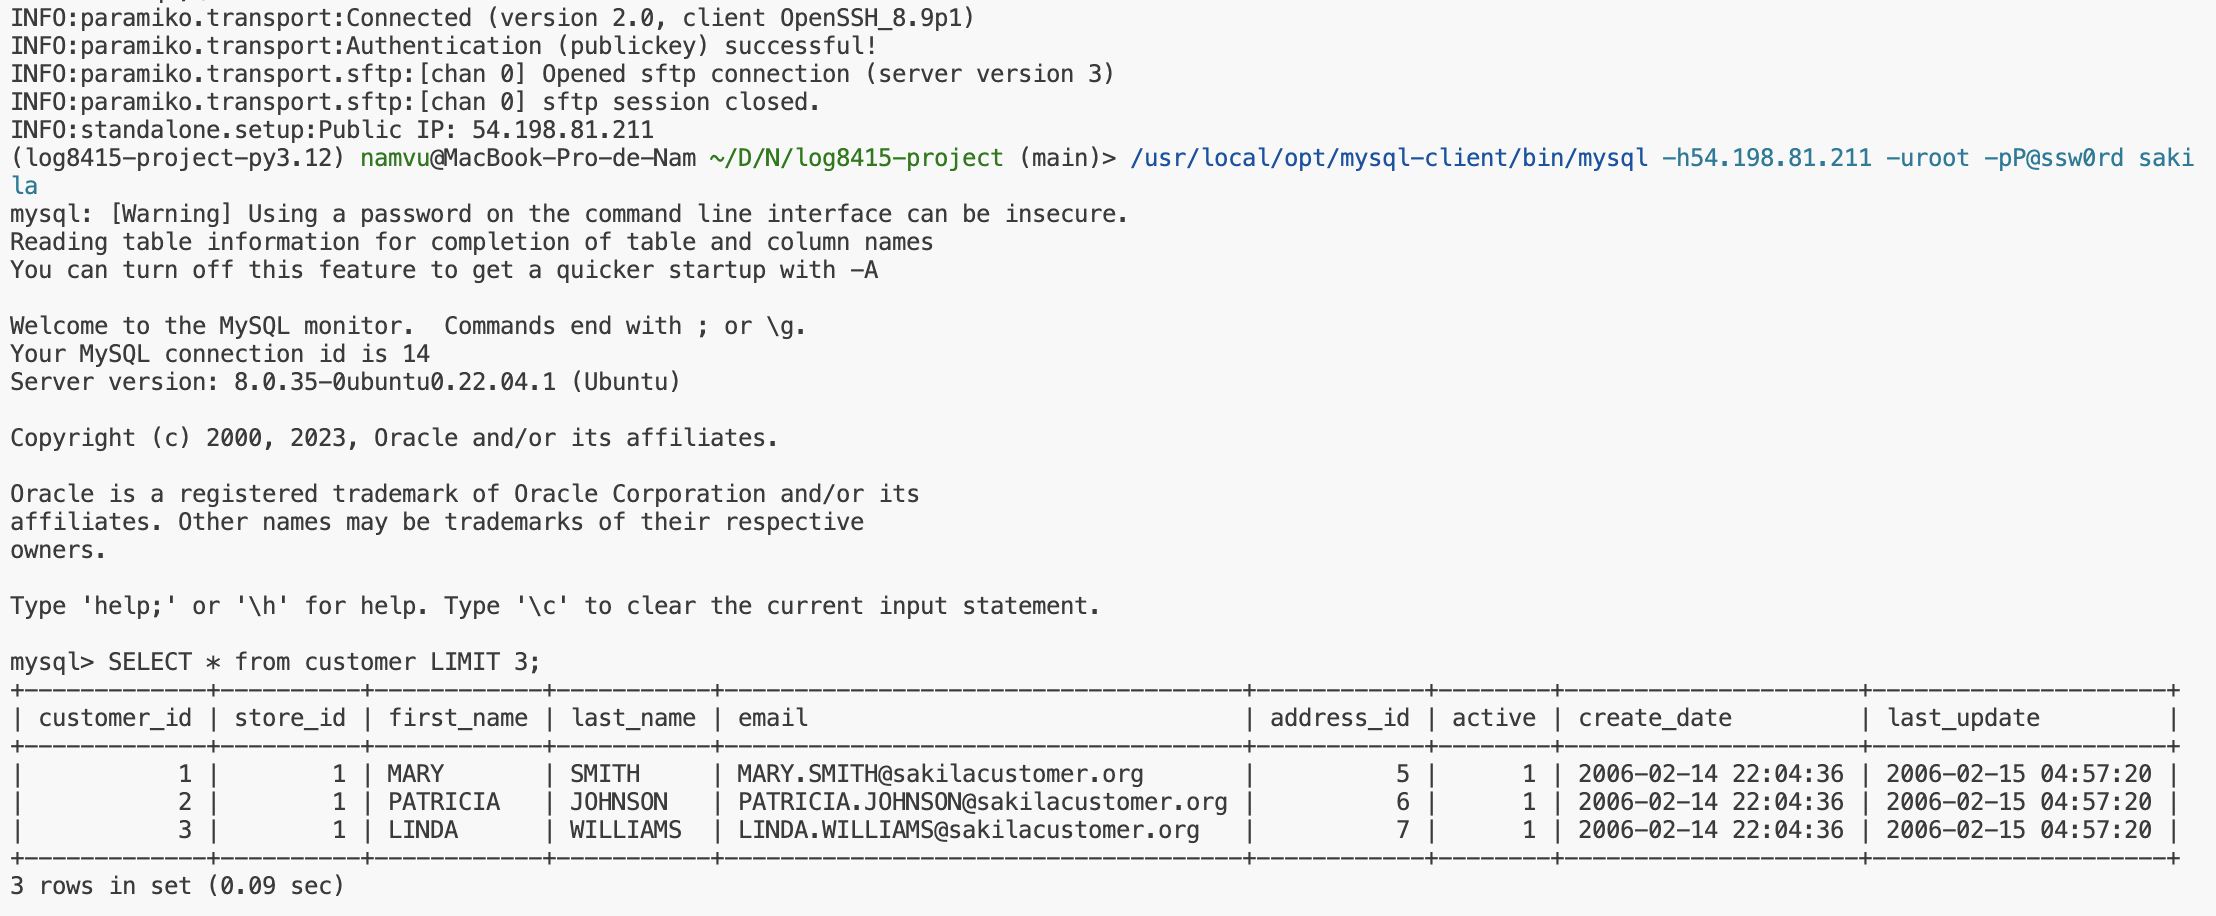 INFO:paramiko.transport:Connected (version 2.0, client OpenSSH_8.9p1)
INFO:paramiko.transport:Authentication (publickey) successful!
INFO:paramiko.transport.sftp:[chan 0] Opened sftp connection (server version 3)
INFO:paramiko.transport.sftp:[chan 0] sftp session closed.
INFO:standalone.setup:Public IP: 54.198.81.211
(log8415-project-py3.12) namvu@MacBook-Pro-de-Nam ~/D/N/log8415-project (main)> /usr/local/opt/mysql-client/bin/mysql -h54.198.81.211 -uroot -pP@ssw0rd saki
la
mysql: [Warning] Using a password on the command line interface can be insecure.
Reading table information for completion of table and column names
You can turn off this feature to get a quicker startup with -A

Welcome to the MySQL monitor.  Commands end with ; or \g.
Your MySQL connection id is 14
Server version: 8.0.35-0ubuntu0.22.04.1 (Ubuntu)

Copyright (c) 2000, 2023, Oracle and/or its affiliates.

Oracle is a registered trademark of Oracle Corporation and/or its
affiliates. Other names may be trademarks of their respective
owners.

Type 'help;' or '\h' for help. Type '\c' to clear the current input statement.

mysql> SELECT * from customer LIMIT 3;
+-------------+----------+------------+-----------+-------------------------------------+------------+--------+---------------------+---------------------+
| customer_id | store_id | first_name | last_name | email                               | address_id | active | create_date         | last_update         |
+-------------+----------+------------+-----------+-------------------------------------+------------+--------+---------------------+---------------------+
|           1 |        1 | MARY       | SMITH     | MARY.SMITH@sakilacustomer.org       |          5 |      1 | 2006-02-14 22:04:36 | 2006-02-15 04:57:20 |
|           2 |        1 | PATRICIA   | JOHNSON   | PATRICIA.JOHNSON@sakilacustomer.org |          6 |      1 | 2006-02-14 22:04:36 | 2006-02-15 04:57:20 |
|           3 |        1 | LINDA      | WILLIAMS  | LINDA.WILLIAMS@sakilacustomer.org   |          7 |      1 | 2006-02-14 22:04:36 | 2006-02-15 04:57:20 |
+-------------+----------+------------+-----------+-------------------------------------+------------+--------+---------------------+---------------------+
3 rows in set (0.09 sec)